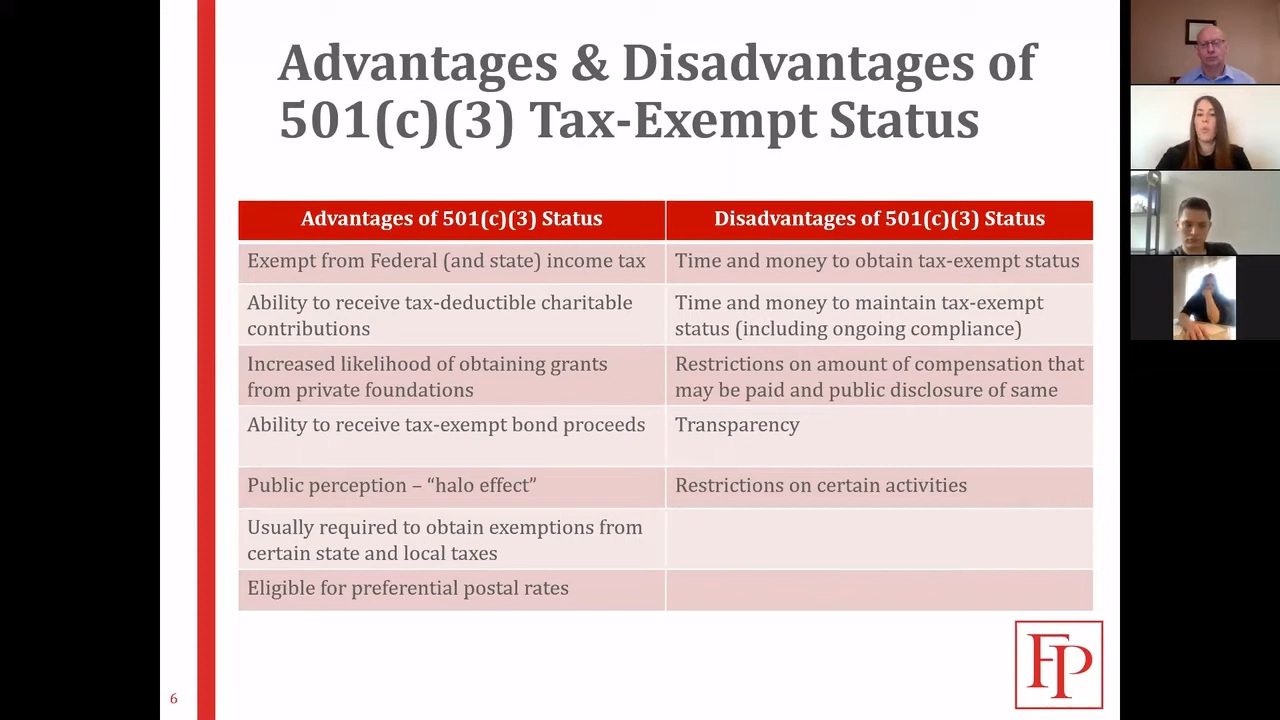 Advantages & Disadvantages of
501(c)(3) Tax-Exempt Status
Advantages of 501(c)(3) Status
Disadvantages of 501(c)(3) Status
Exempt from Federal (and state) income tax
Time and money to obtain tax-exempt status
Ability to receive tax-deductible charitable
contributions
Time and money to maintain tax-exempt
status (including ongoing compliance)
Increased likelihood of obtaining grants
from private foundations
Restrictions on amount of compensation that
may be paid and public disclosure of same
Ability to receive tax-exempt bond proceeds
Transparency
Public perception – “halo effect”
Restrictions on certain activities
Usually required to obtain exemptions from
certain state and local taxes
Eligible for preferential postal rates
FP
6